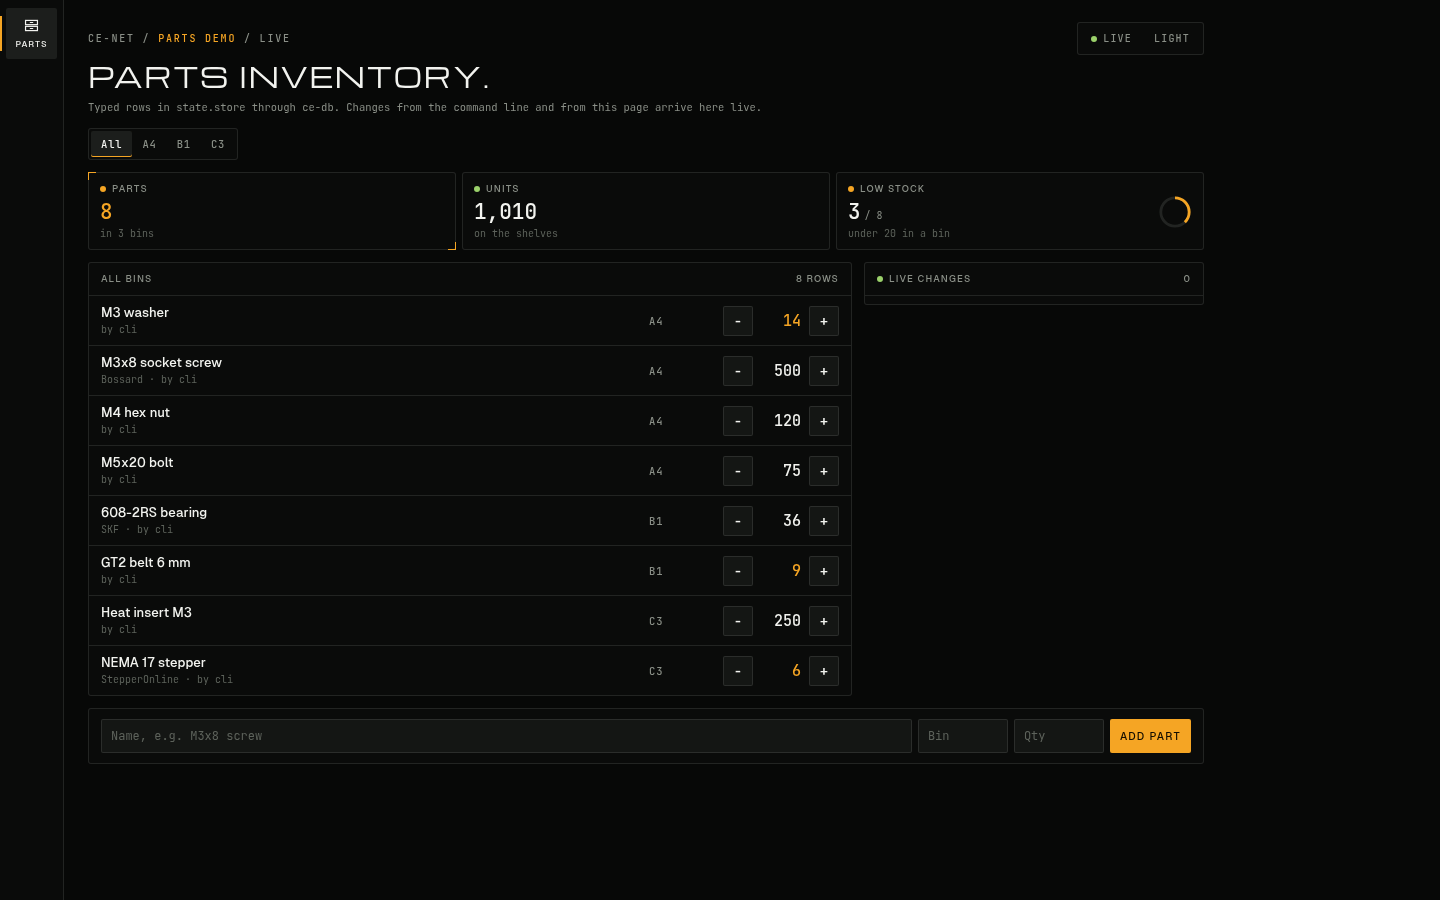 PARTS
CE-NET / PARTS DEMO / LIVE
LIVE LIGHT
PARTS INVENTORY.
Typed rows in state.store through ce-db. Changes from the command line and from this page arrive here live.
All A4 B1 C3
PARTS
8
in 3 bins
UNITS
1,010
on the shelves
LOW STOCK
3 / 8
under 20 in a bin
ALL BINS 8 ROWS
M3 washer
by cli
A4 - 14 +
M3x8 socket screw
Bossard · by cli
A4 - 500 +
M4 hex nut
by cli
A4 - 120 +
M5x20 bolt
by cli
A4 - 75 +
608-2RS bearing
SKF · by cli
B1 - 36 +
GT2 belt 6 mm
by cli
B1 - 9 +
Heat insert M3
by cli
C3 - 250 +
NEMA 17 stepper
StepperOnline · by cli
C3 - 6 +
LIVE CHANGES 0
Name, e.g. M3x8 screw Bin Qty ADD PART